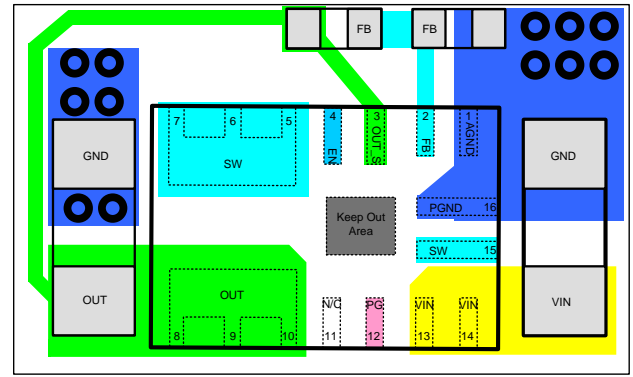 FB FB
7 6 5 4 3 2 1
EN OUT_S FB AGND
GND SW GND
PGND 16
Keep Out
Area
SW 15
OUT OUT VIN
N/C PG VIN VIN
8 9 10 11 12 13 14